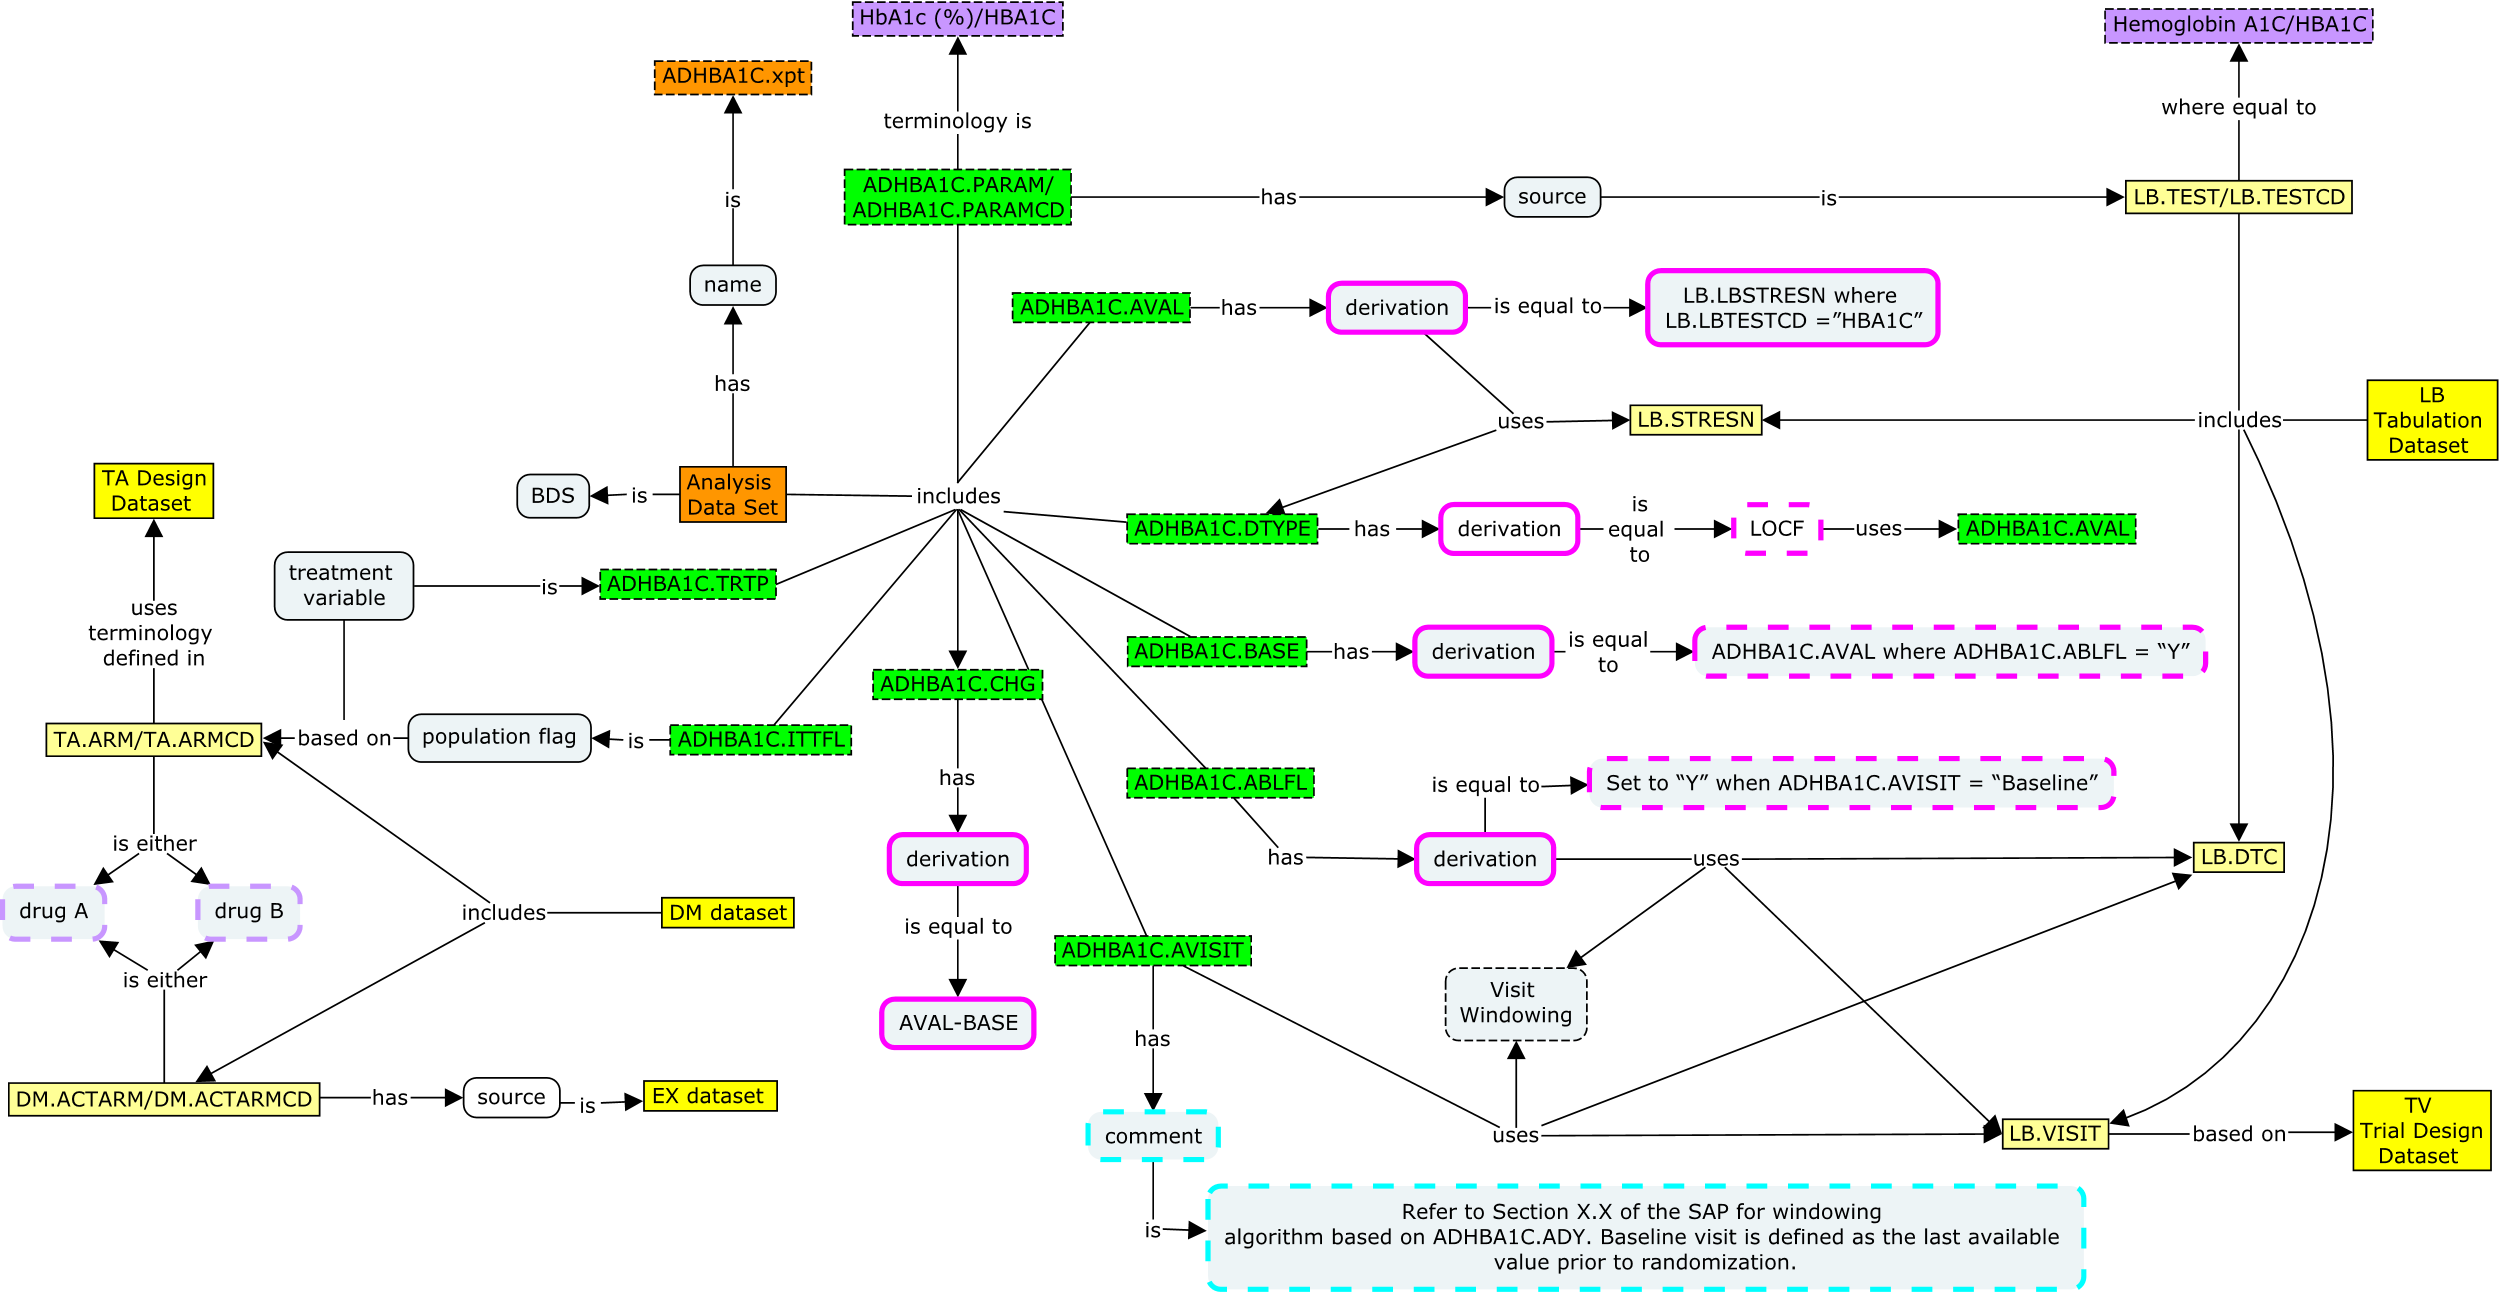 HbA1c (%)/HBA1C
Hemoglobin A1C/HBA1C
ADHBA1C.xpt
where equal to
terminology is
ADHBA1C.PARAM/
ADHBA1C.PARAMCD
has
source
is
LB.TEST/LB.TESTCD
is
name
ADHBA1C.AVAL
has
derivation
is equal to
LB.LBSTRESN where
LB.LBTESTCD =”HBA1C”
has
uses
LB.STRESN
includes
LB
Tabulation
Dataset
TA Design
Dataset
BDS
is
Analysis
Data Set
includes
ADHBA1C.DTYPE
has
derivation
is
equal
to
LOCF
uses
ADHBA1C.AVAL
treatment
variable
is
ADHBA1C.TRTP
uses
terminology
defined in
ADHBA1C.BASE
has
derivation
is equal
to
ADHBA1C.AVAL where ADHBA1C.ABLFL = “Y”
ADHBA1C.CHG
TA.ARM/TA.ARMCD
based on
population flag
is
ADHBA1C.ITTFL
has
ADHBA1C.ABLFL
is equal to
Set to “Y” when ADHBA1C.AVISIT = “Baseline”
is either
derivation
has
derivation
uses
LB.DTC
drug A
drug B
includes
DM dataset
is equal to
ADHBA1C.AVISIT
is either
Visit
Windowing
AVAL-BASE
has
DM.ACTARM/DM.ACTARMCD
has
source
is
EX dataset
comment
uses
LB.VISIT
based on
TV
Trial Design
Dataset
is
Refer to Section X.X of the SAP for windowing
algorithm based on ADHBA1C.ADY. Baseline visit is defined as the last available
value prior to randomization.